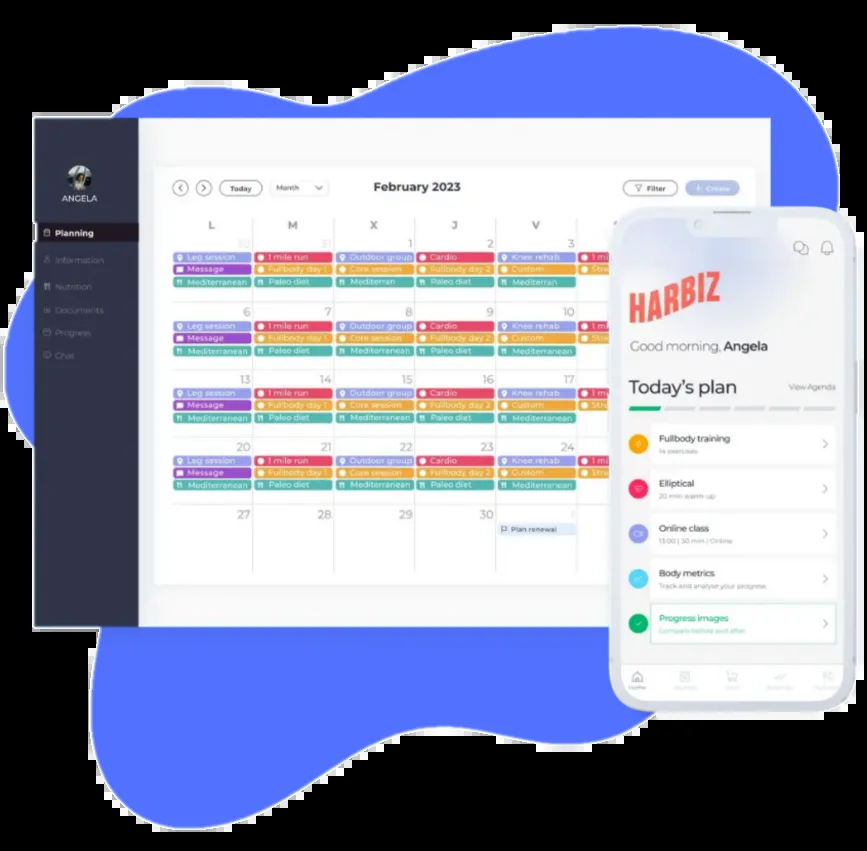 ANGELA
Planning
Information
Nutrition
Documents
Progress
Chat
Today
Month
February 2023
Filter
+ Create
L M X J V
30 31 1 2 3
Leg session 1 mile run Outdoor group Cardio Knee rehab 1 mi
Message Fullbody day 1 Core session Fullbody day 2 Custom Stre
Mediterranean Paleo diet Mediterran Paleo diet Mediterran
6 7 8 9 10
Leg session 1 mile run Outdoor group Cardio Knee rehab 1 mi
Message Fullbody day 1 Core session Fullbody day 2 Custom Stre
Mediterranean Paleo diet Mediterranean Paleo diet Mediterranean
13 14 15 16 17
Leg session 1 mile run Outdoor group Cardio Knee rehab 1 my
Message Fullbody day 1 Core session Fullbody day 2 Custom Stre
Mediterranean Paleo diet Mediterranean Paleo diet Mediterranean
20 21 22 23 24
Leg session 1 mile run Outdoor group Cardio Knee rehab 1 mi
Message Fullbody day 1 Core session Fullbody day 2 Custom Stre
Mediterranean Paleo diet Mediterranean Paleo diet Mediterranean
27 28 29 30
Plan renewal
HARBIZ
Good morning, Angela
Today's plan View Agenda
Fullbody training
14 exercises
Elliptical
20 min warm up
Online class
13:00 | 30 min | Online
Body metrics
Track and analyse your progress
Progress images
Compare before and after
Home